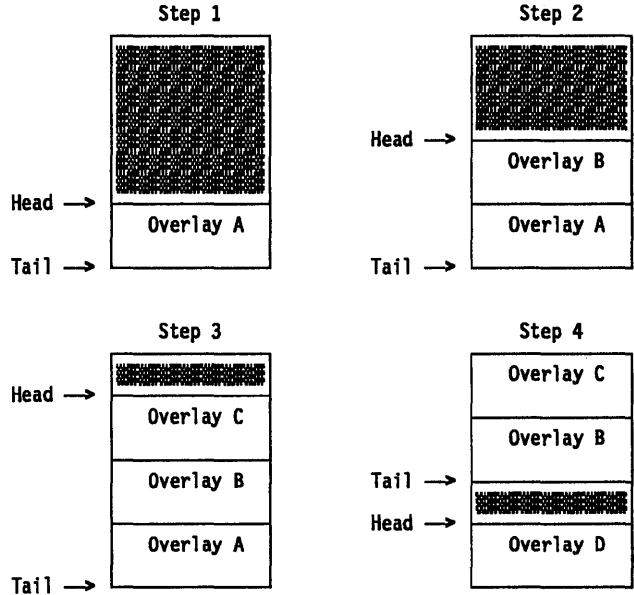 Step 1
Head -->
Overlay A
Tail -->
Step 2
Head -->
Overlay B
Overlay A
Tail -->
Step 3
Head -->
Overlay C
Overlay B
Overlay A
Tail -->
Step 4
Overlay C
Overlay B
Tail -->
Head -->
Overlay D